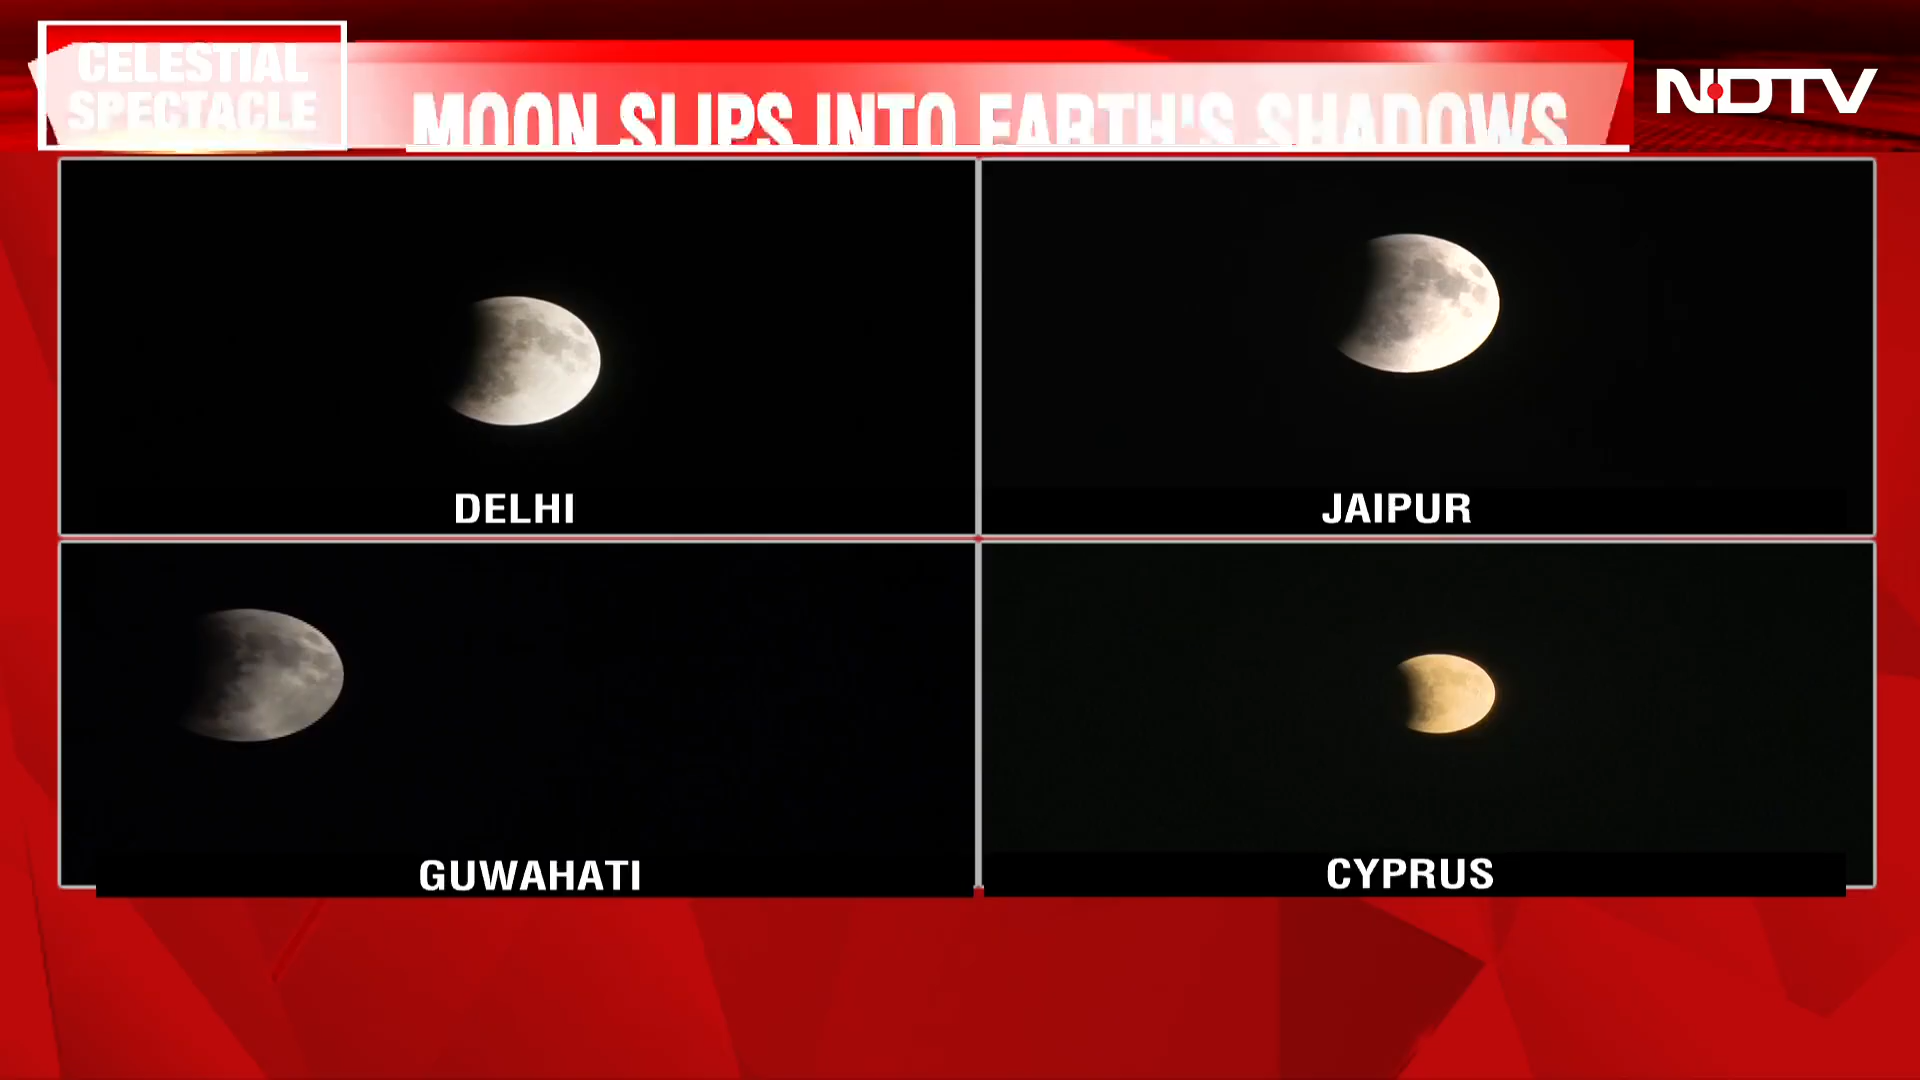 CELESTIAL
SPECTACLE
MOON SLIPS INTO EARTH'S SHADOWS
NDTV
DELHI
JAIPUR
GUWAHATI
CYPRUS